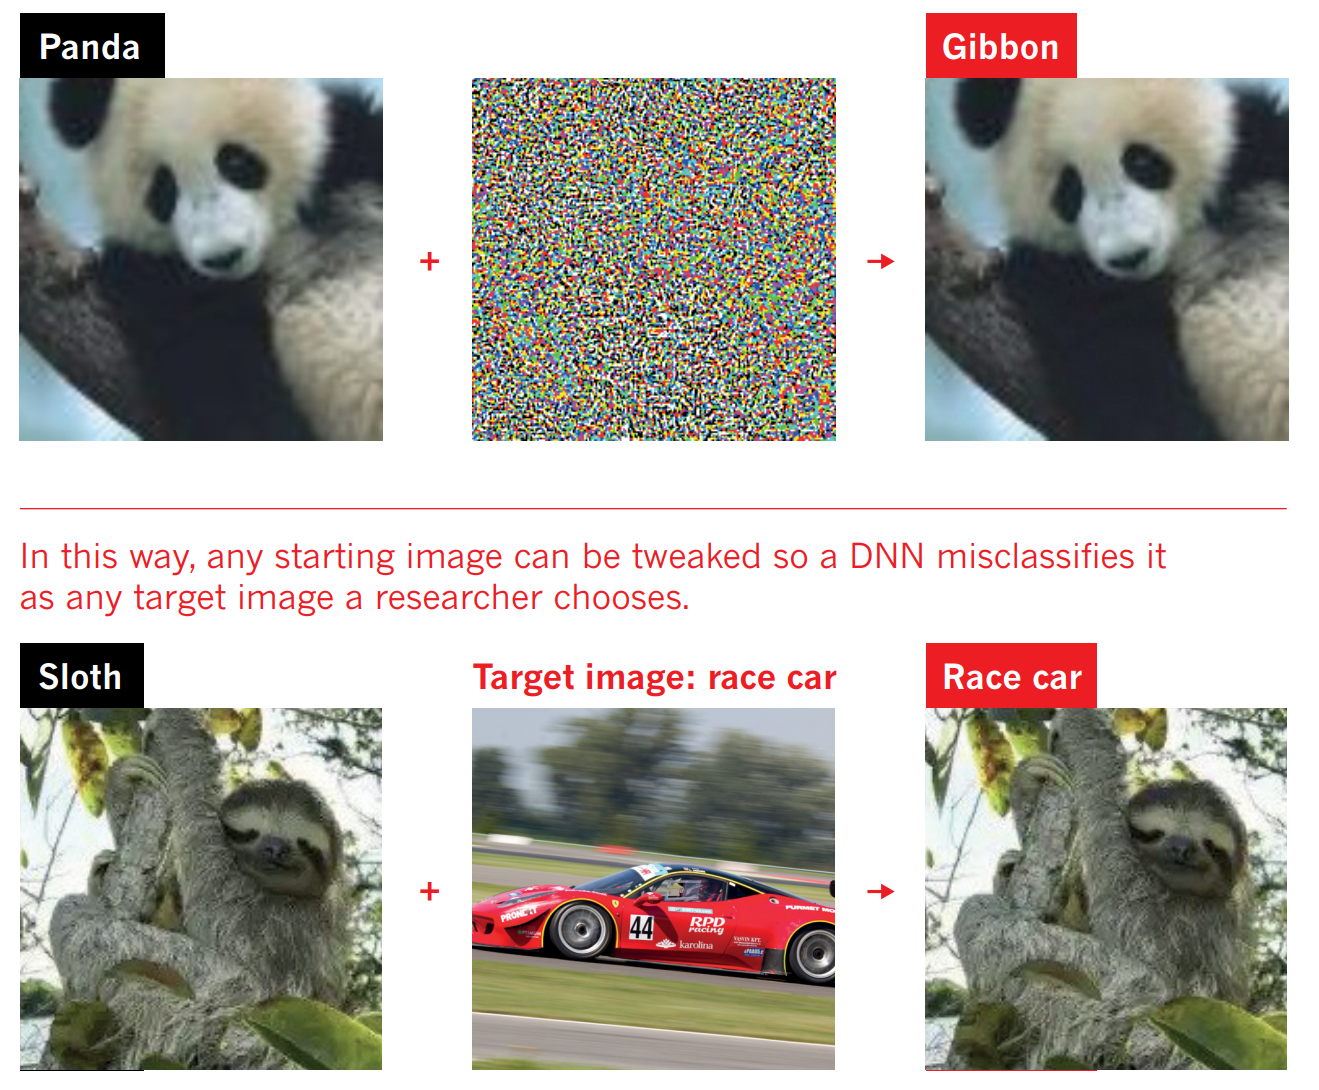 Panda
Gibbon
In this way, any starting image can be tweaked so a DNN misclassifies it
as any target image a researcher chooses.
Sloth
Target image: race car
Race car
44
RPD
racing
karolina